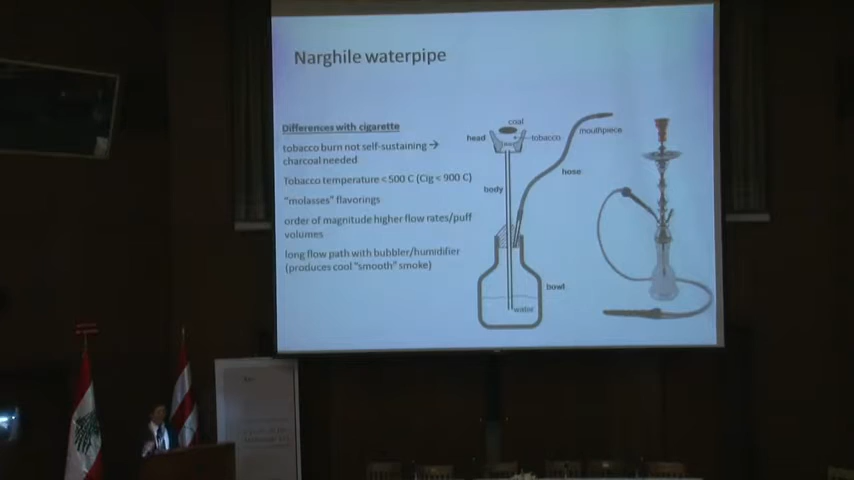 Narghile waterpipe
Differences with cigarette
tobacco burn not self-sustaining →
charcoal needed
Tobacco temperature < 500 C (Cig < 900 C)
"molasses" flavorings
order of magnitude higher flow rates/puff
volumes
long flow path with bubbler/humidifier
(produces cool "smooth" smoke)
coal
head
tobacco
mouthpiece
hose
body
bowl
water